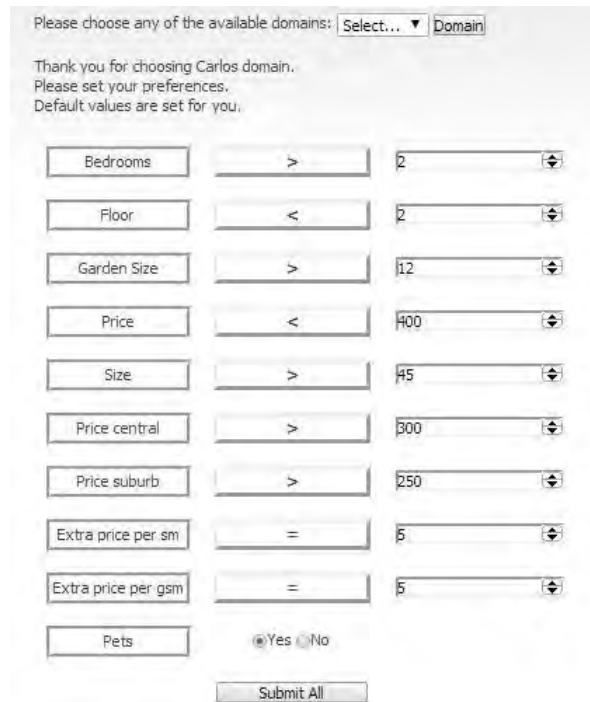 Please choose any of the available domains: Select... ▼ Domain
Thank you for choosing Carlos domain.
Please set your preferences.
Default values are set for you.
Bedrooms > 2
Floor < 2
Garden Size > 12
Price < 400
Size > 45
Price central > 300
Price suburb > 250
Extra price per sm = 5
Extra price per gsm = 5
Pets Yes No
Submit All